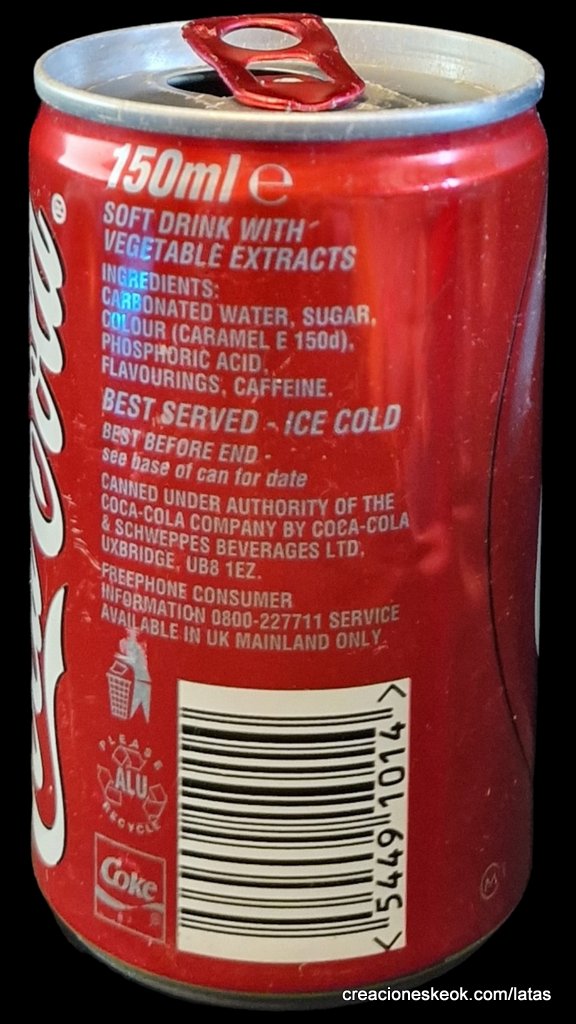 150ml e
SOFT DRINK WITH
VEGETABLE EXTRACTS
INGREDIENTS:
CARBONATED WATER, SUGAR,
COLOUR (CARAMEL E 150d),
PHOSPHORIC ACID,
FLAVOURINGS, CAFFEINE.
BEST SERVED - ICE COLD
BEST BEFORE END -
see base of can for date
CANNED UNDER AUTHORITY OF THE
COCA-COLA COMPANY BY COCA-COLA
& SCHWEPPES BEVERAGES LTD,
UXBRIDGE, UB8 1EZ.
FREEPHONE CONSUMER
INFORMATION 0800-227711 SERVICE
AVAILABLE IN UK MAINLAND ONLY.
PLEASE
ALU
RECYCLE
Coke
®
<5449 1014>
M
creacioneskeok.com/latas